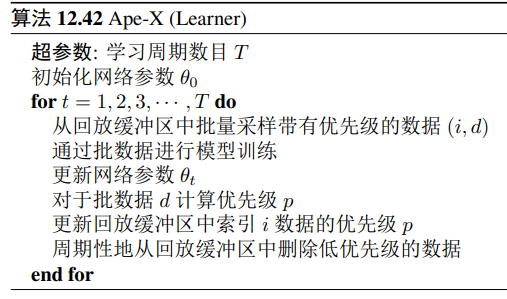 算法 12.42 Ape-X (Learner)
超参数: 学习周期数目 T
初始化网络参数 θ₀
for t = 1, 2, 3, ⋯ , T do
从回放缓冲区中批量采样带有优先级的数据 (i, d)
通过批数据进行模型训练
更新网络参数 θₜ
对于批数据 d 计算优先级 p
更新回放缓冲区中索引 i 数据的优先级 p
周期性地从回放缓冲区中删除低优先级的数据
end for